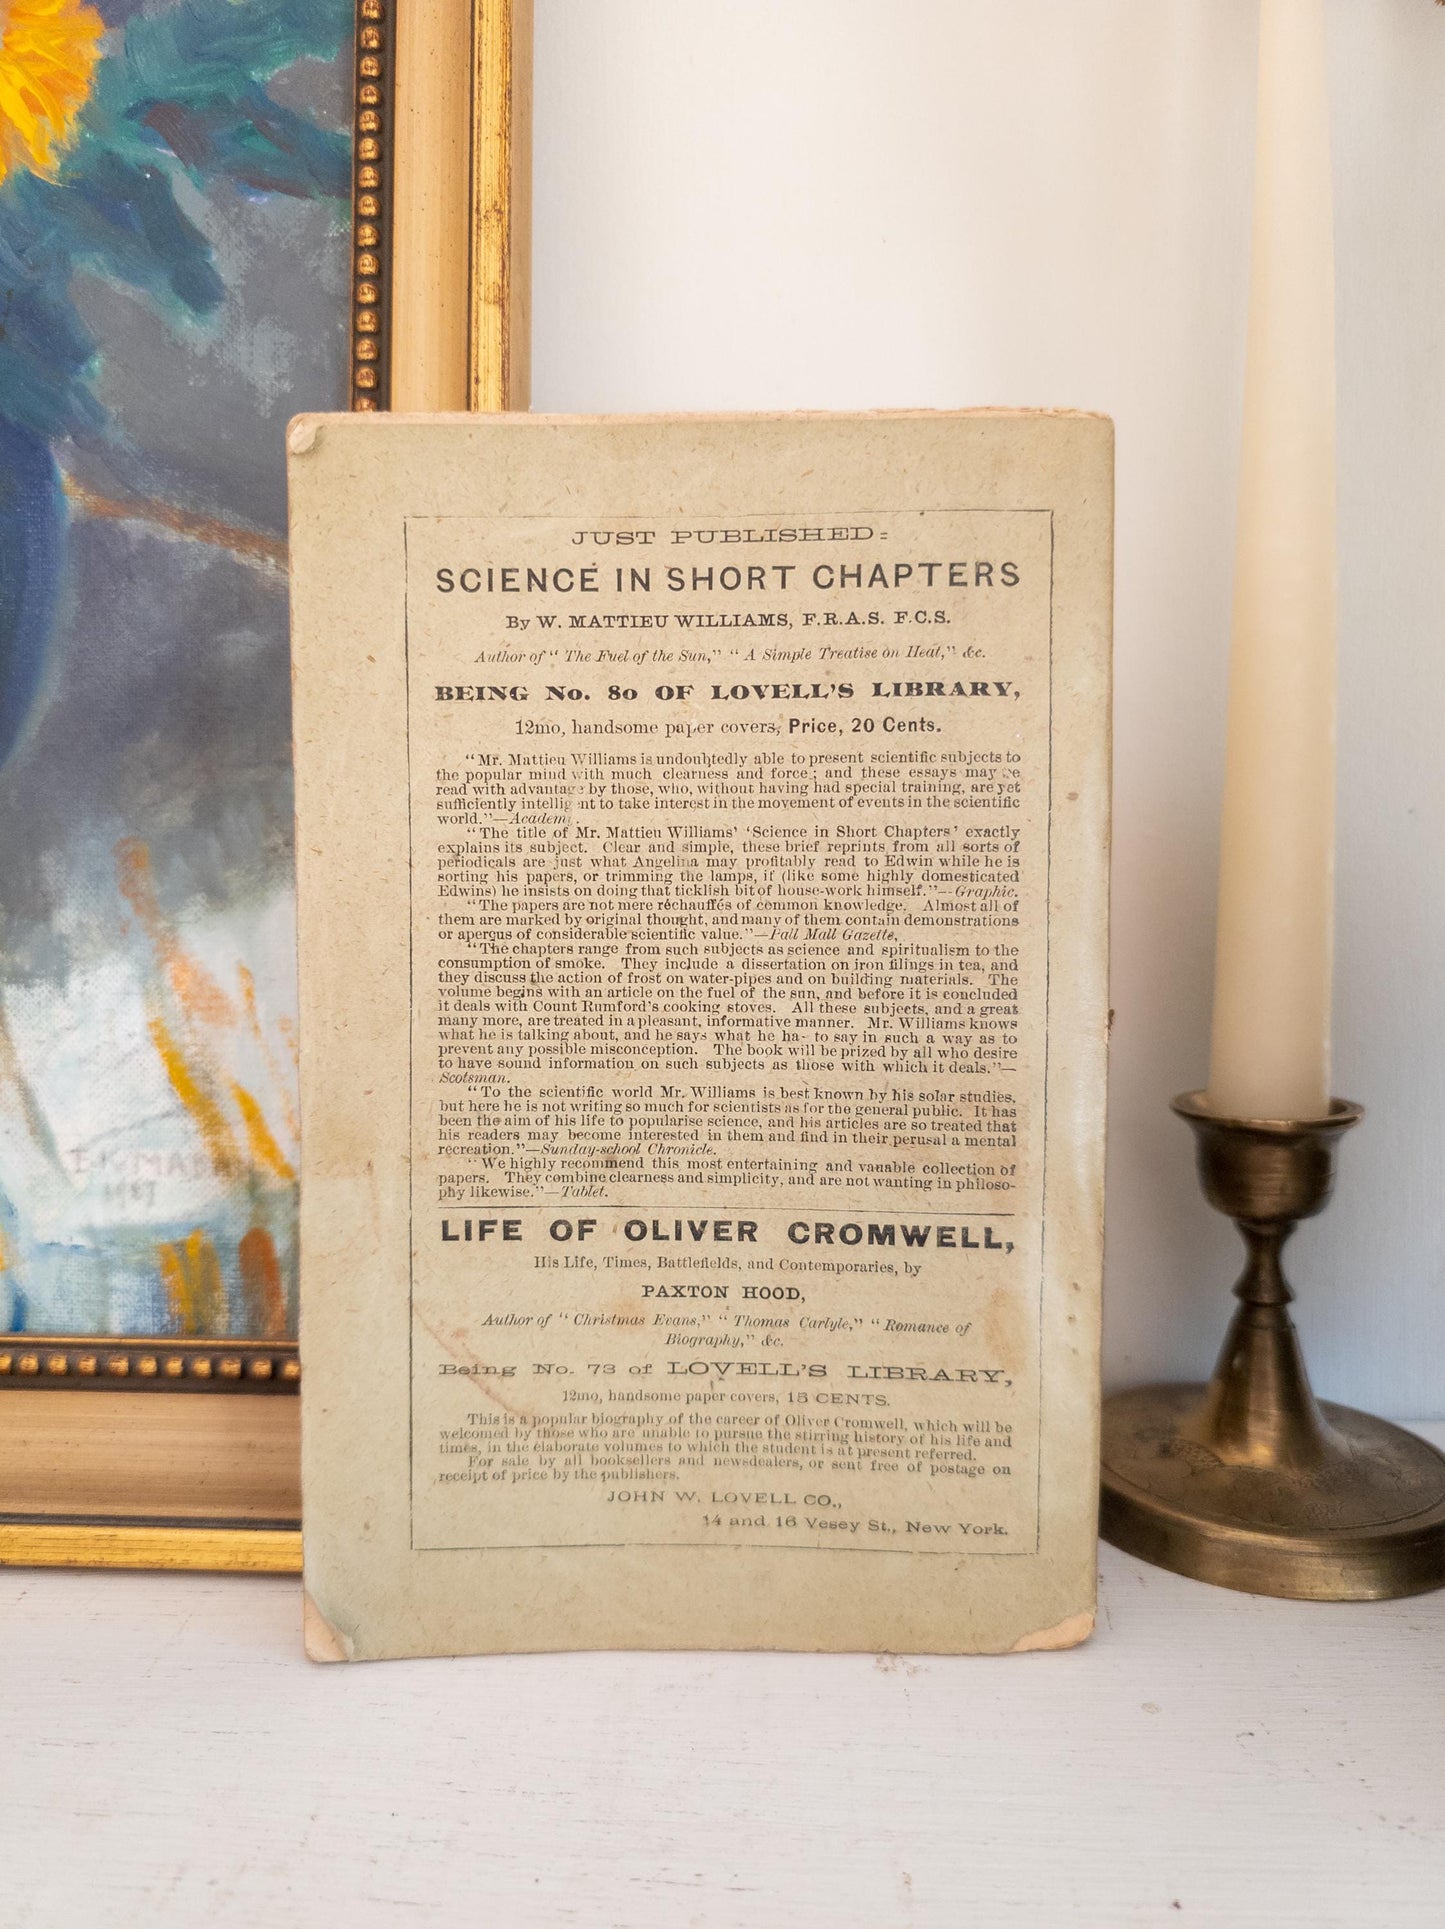 JUST PUBLISHED:
SCIENCE IN SHORT CHAPTERS
By W. MATTIEU WILLIAMS, F.R.A.S. F.C.S.
Author of "The Fuel of the Sun," "A Simple Treatise on Heat," &c.
BEING No. 80 OF LOVELL'S LIBRARY,
12mo, handsome paper covers, Price, 20 Cents.
"Mr. Mattieu Williams is undoubtedly able to present scientific subjects to
the popular mind with much clearness and force; and these essays may be
read with advantage by those, who, without having had special training, are yet
sufficiently intelligent to take interest in the movement of events in the scientific
world."—Academy.
"The title of Mr. Mattieu Williams' 'Science in Short Chapters' exactly
explains its subject. Clear and simple, these brief reprints from all sorts of
periodicals are just what Angelina may profitably read to Edwin while he is
sorting his papers, or trimming the lamps, if (like some highly domesticated
Edwins) he insists on doing that ticklish bit of house-work himself."—Graphic.
"The papers are not mere réchauffés of common knowledge. Almost all of
them are marked by original thought, and many of them contain demonstrations
or aperçus of considerable scientific value."—Pall Mall Gazette.
"The chapters range from such subjects as science and spiritualism to the
consumption of smoke. They include a dissertation on iron filings in tea, and
they discuss the action of frost on water-pipes and on building materials. The
volume begins with an article on the fuel of the sun, and before it is concluded
it deals with Count Rumford's cooking stoves. All these subjects, and a great
many more, are treated in a pleasant, informative manner. Mr. Williams knows
what he is talking about, and he says what he has to say in such a way as to
prevent any possible misconception. The book will be prized by all who desire
to have sound information on such subjects as those with which it deals."—
Scotsman.
"To the scientific world Mr. Williams is best known by his solar studies,
but here he is not writing so much for scientists as for the general public. It has
been the aim of his life to popularise science, and his articles are so treated that
his readers may become interested in them and find in their perusal a mental
recreation."—Sunday-school Chronicle.
"We highly recommend this most entertaining and valuable collection of
papers. They combine clearness and simplicity, and are not wanting in philoso-
phy likewise."—Tablet.
LIFE OF OLIVER CROMWELL,
His Life, Times, Battlefields, and Contemporaries, by
PAXTON HOOD,
Author of "Christmas Evans," "Thomas Carlyle," "Romance of
Biography," &c.
Being No. 73 of LOVELL'S LIBRARY,
12mo, handsome paper covers, 15 CENTS.
This is a popular biography of the career of Oliver Cromwell, which will be
welcomed by those who are unable to pursue the stirring history of his life and
times, in the elaborate volumes to which the student is at present referred.
For sale by all booksellers and newsdealers, or sent free of postage on
receipt of price by the publishers.
JOHN W. LOVELL CO.,
14 and 16 Vesey St., New York.